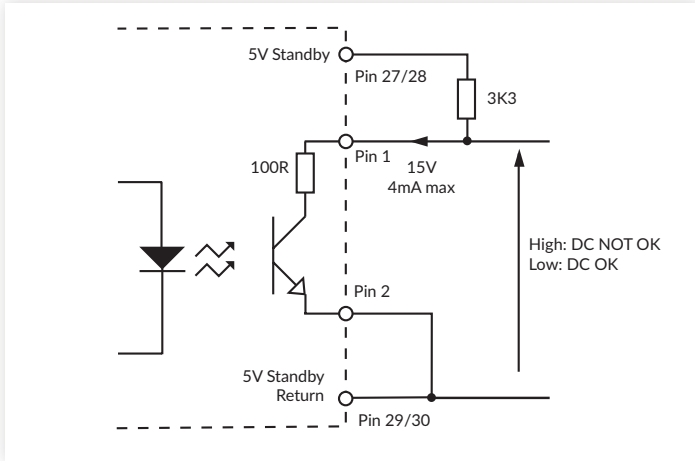 5V Standby
Pin 27/28
3K3
Pin 1
100R
15V
4mA max
High: DC NOT OK
Low: DC OK
Pin 2
5V Standby
Return
Pin 29/30